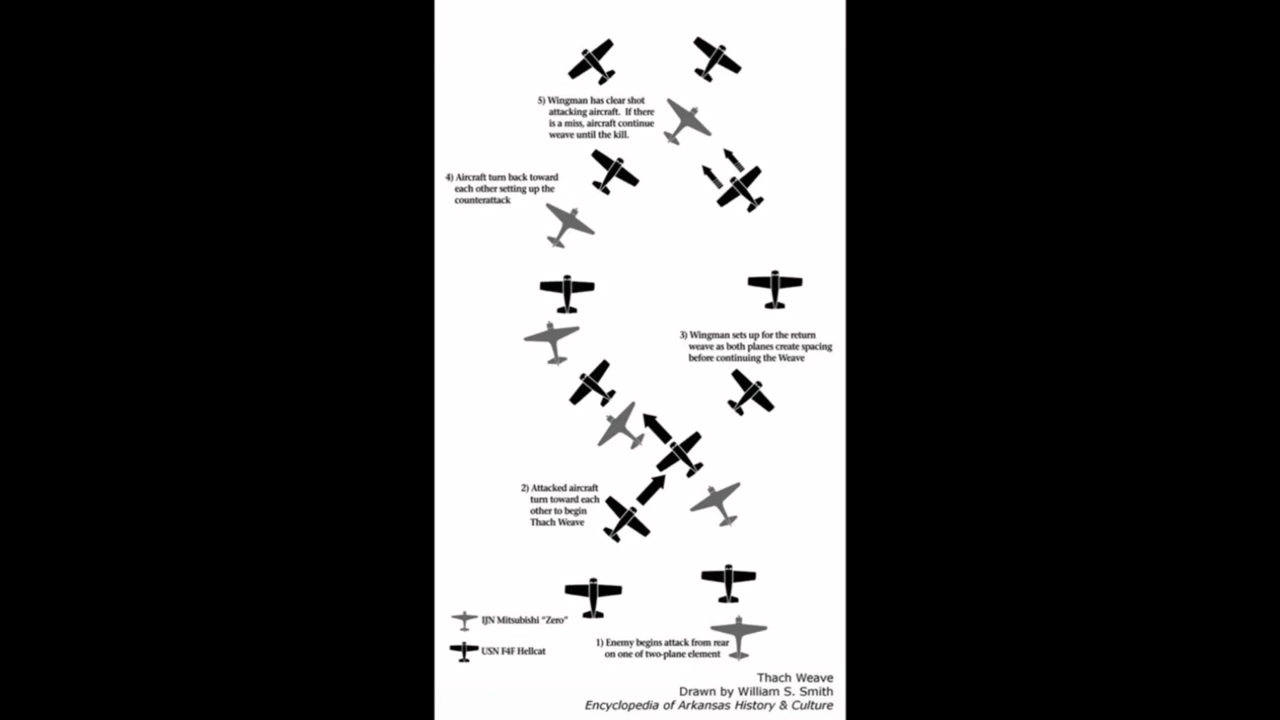 5) Wingman has clear shot
attacking aircraft. If there
is a miss, aircraft continue
weave until the kill.
4) Aircraft turn back toward
each other setting up the
counterattack
3) Wingman sets up for the return
weave as both planes create spacing
before continuing the Weave
2) Attacked aircraft
turn toward each
other to begin
Thach Weave
IJN Mitsubishi "Zero"
USN F4F Hellcat
1) Enemy begins attack from rear
on one of two-plane element
Thach Weave
Drawn by William S. Smith
Encyclopedia of Arkansas History & Culture